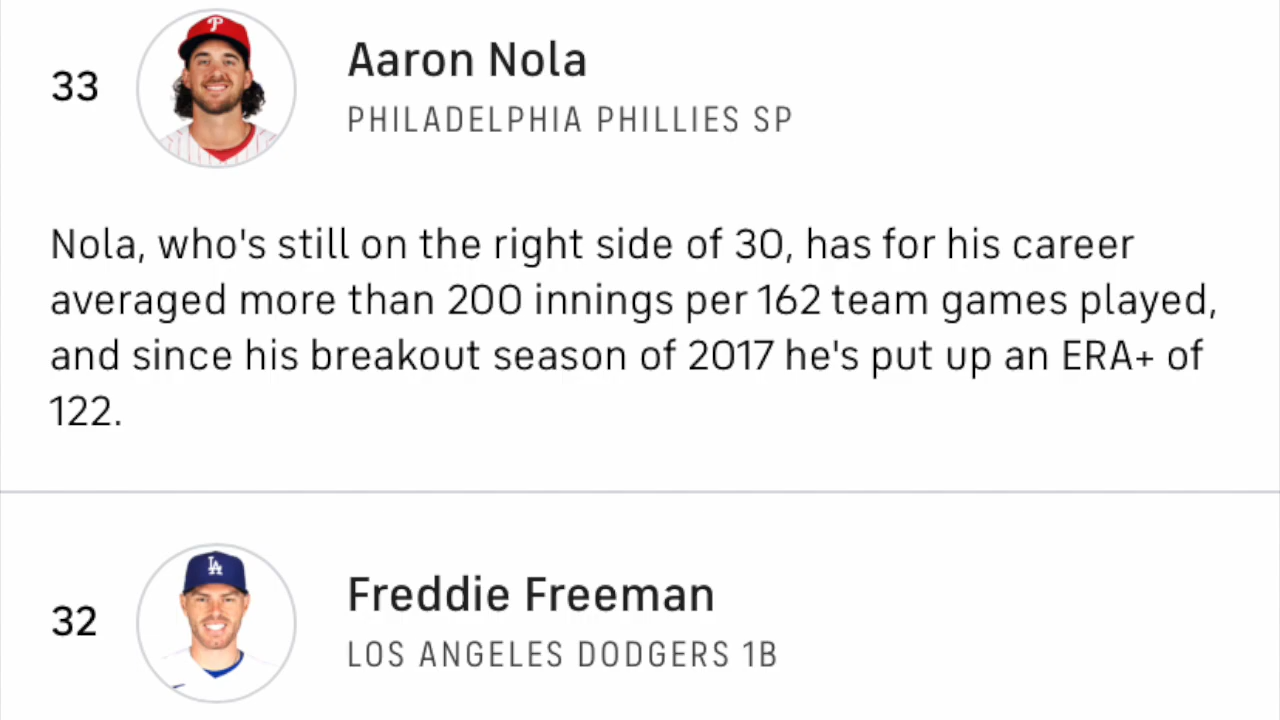 33
Aaron Nola
PHILADELPHIA PHILLIES SP
Nola, who's still on the right side of 30, has for his career
averaged more than 200 innings per 162 team games played,
and since his breakout season of 2017 he's put up an ERA+ of
122.
32
Freddie Freeman
LOS ANGELES DODGERS 1B